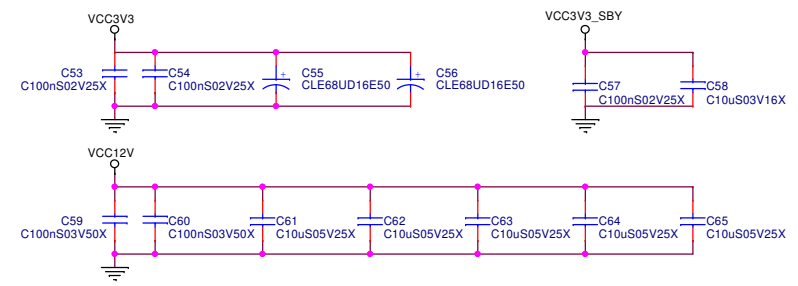 VCC3V3
C53
C100nS02V25X
C54
C100nS02V25X
+
C55
CLE68UD16E50
+
C56
CLE68UD16E50
VCC3V3_SBY
C57
C100nS02V25X
C58
C10uS03V16X
VCC12V
C59
C100nS03V50X
C60
C100nS03V50X
C61
C10uS05V25X
C62
C10uS05V25X
C63
C10uS05V25X
C64
C10uS05V25X
C65
C10uS05V25X